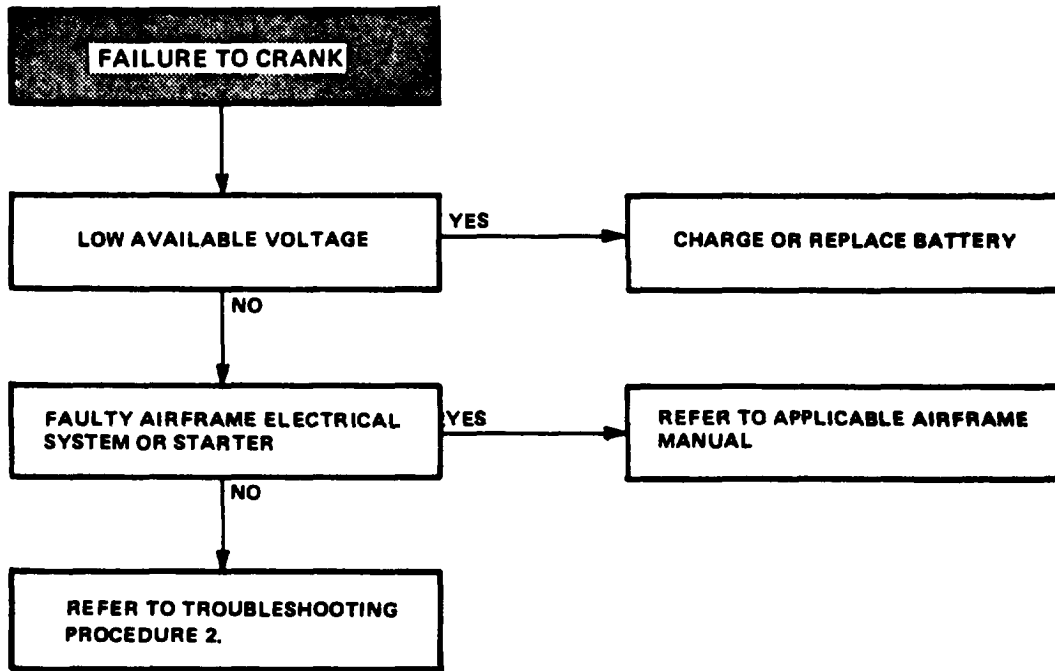 FAILURE TO CRANK
LOW AVAILABLE VOLTAGE
YES
CHARGE OR REPLACE BATTERY
NO
FAULTY AIRFRAME ELECTRICAL
SYSTEM OR STARTER
YES
REFER TO APPLICABLE AIRFRAME
MANUAL
NO
REFER TO TROUBLESHOOTING
PROCEDURE 2.